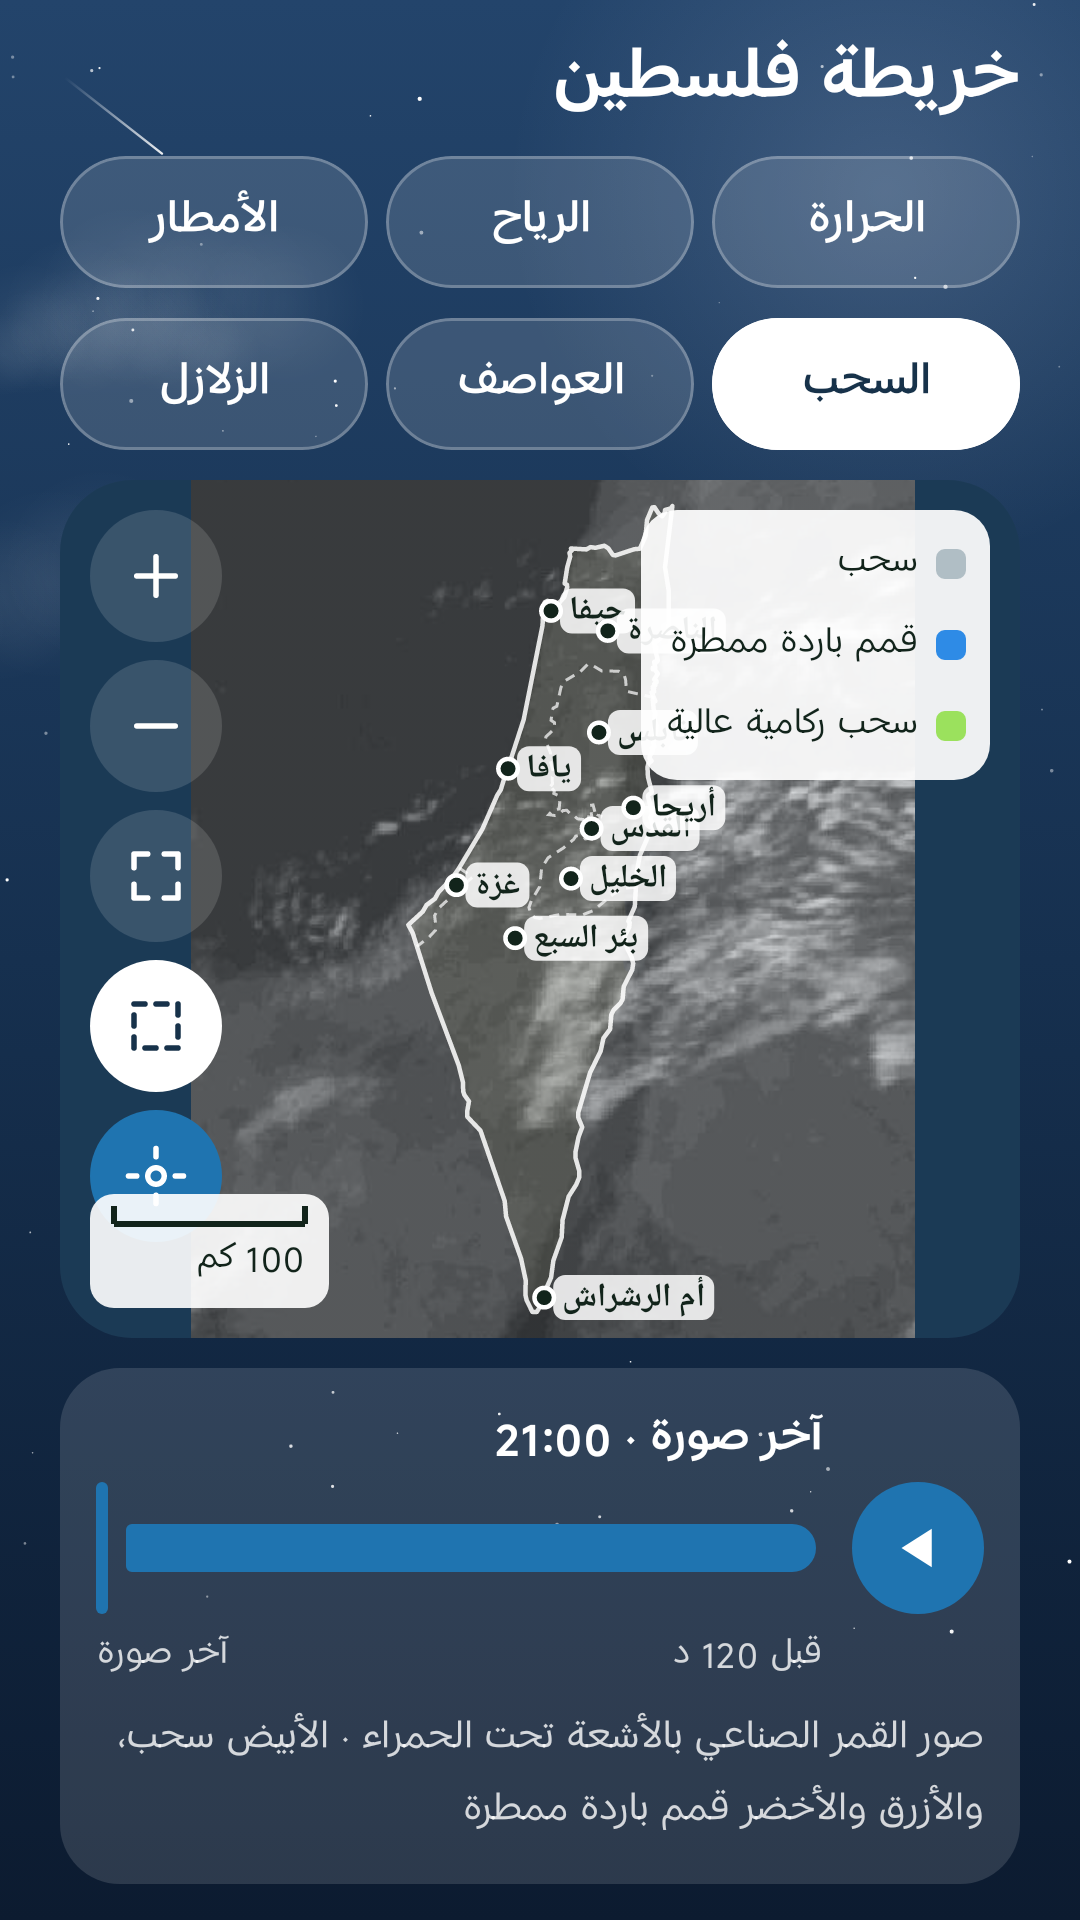 خريطة فلسطين
الحرارة
الرياح
الأمطار
السحب
العواصف
الزلازل
سحب
قمم باردة ممطرة
سحب ركامية عالية
حيفا
الناصرة
يافا
أريحا
القدس
الخليل
غزة
بئر السبع
أم الرشراش
100 كم
آخر صورة · 21:00
قبل 120 د
آخر صورة
صور القمر الصناعي بالأشعة تحت الحمراء · الأبيض سحب،
والأزرق والأخضر قمم باردة ممطرة